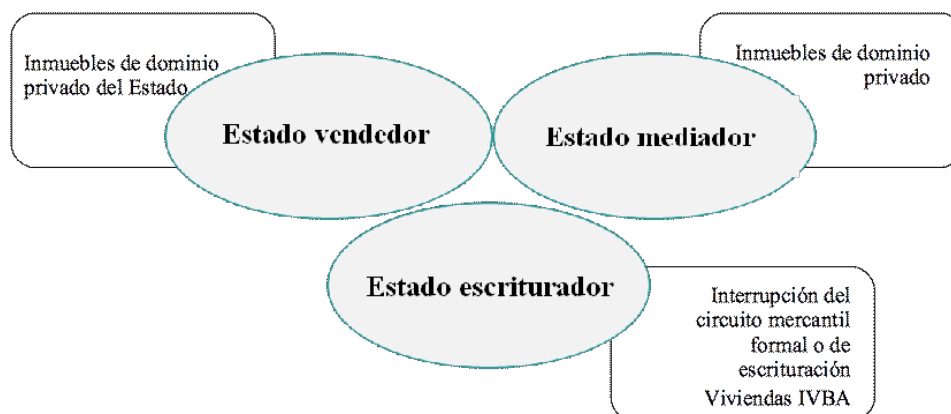 Inmuebles de dominio
privado del Estado
Inmuebles de dominio
privado
Estado vendedor
Estado mediador
Estado escriturador
Interrupción del
circuito mercantil
formal o de
escrituración
Viviendas IVBA